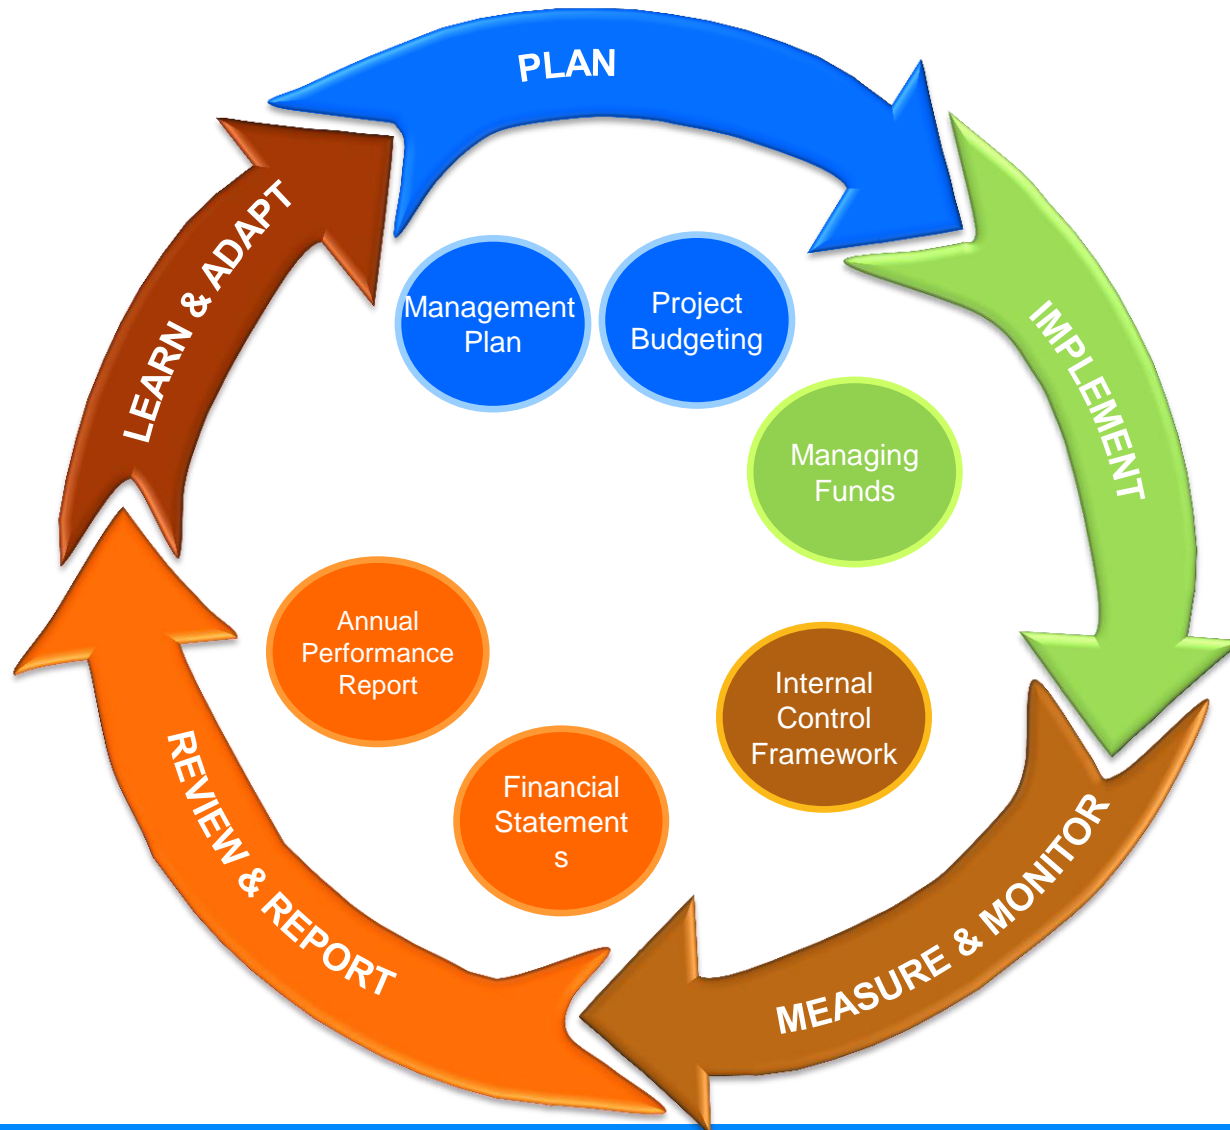 PLAN
IMPLEMENT
MEASURE & MONITOR
REVIEW & REPORT
LEARN & ADAPT
Management
Plan
Project
Budgeting
Managing
Funds
Internal
Control
Framework
Financial
Statement
s
Annual
Performance
Report